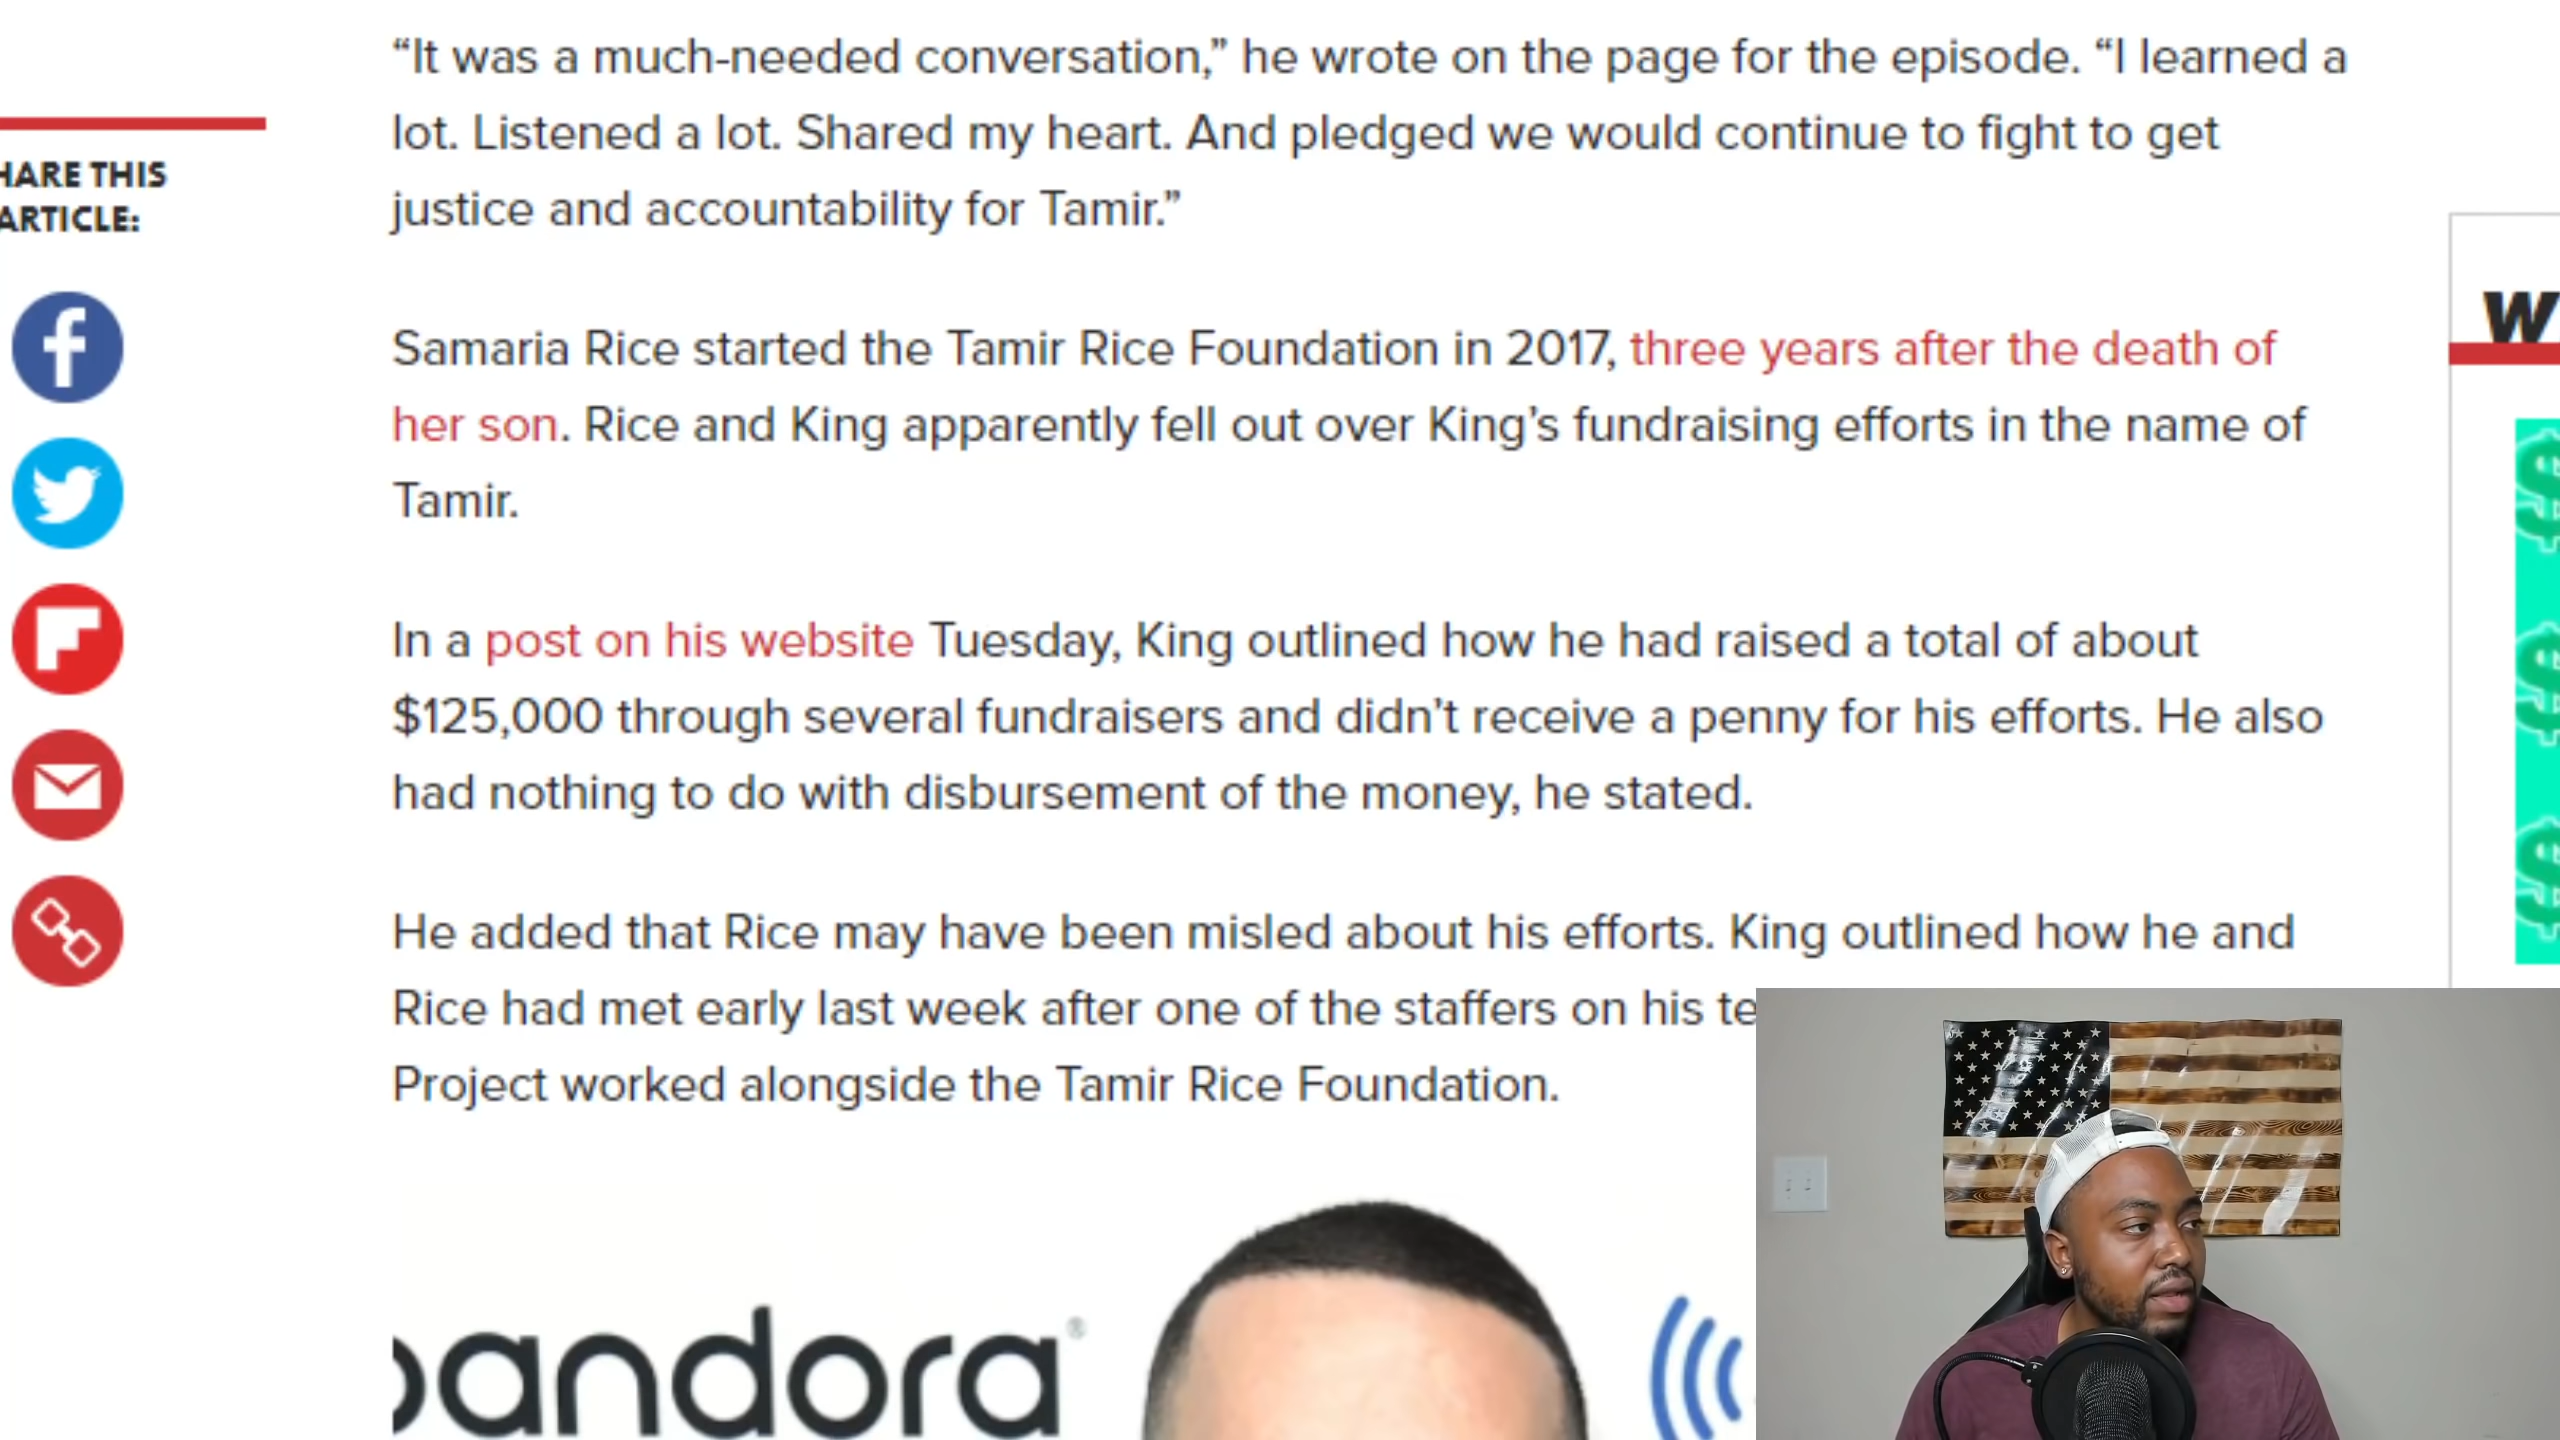 “It was a much-needed conversation,” he wrote on the page for the episode. “I learned a
lot. Listened a lot. Shared my heart. And pledged we would continue to fight to get
justice and accountability for Tamir.”
HARE THIS
ARTICLE:
Samaria Rice started the Tamir Rice Foundation in 2017, three years after the death of
her son. Rice and King apparently fell out over King’s fundraising efforts in the name of
Tamir.
In a post on his website Tuesday, King outlined how he had raised a total of about
$125,000 through several fundraisers and didn’t receive a penny for his efforts. He also
had nothing to do with disbursement of the money, he stated.
He added that Rice may have been misled about his efforts. King outlined how he and
Rice had met early last week after one of the staffers on his te
Project worked alongside the Tamir Rice Foundation.
pandora®
W